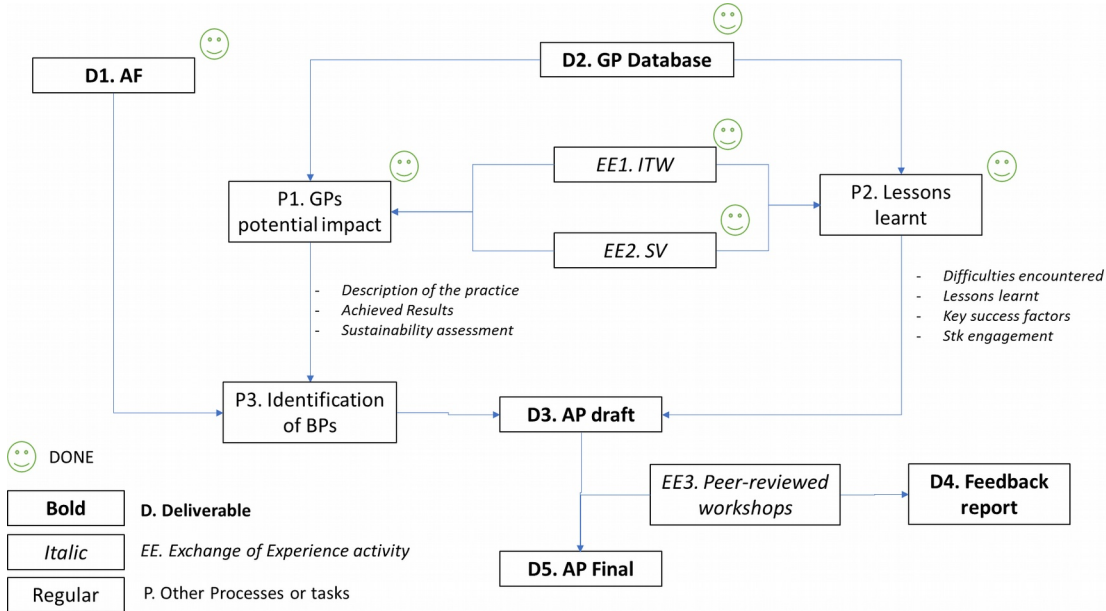 D1. AF
D2. GP Database
EE1. ITW
P1. GPs
potential impact
P2. Lessons
learnt
EE2. SV
- Description of the practice
- Achieved Results
- Sustainability assessment
- Difficulties encountered
- Lessons learnt
- Key success factors
- Stk engagement
P3. Identification
of BPs
D3. AP draft
DONE
EE3. Peer-reviewed
workshops
D4. Feedback
report
Bold
D. Deliverable
Italic
EE. Exchange of Experience activity
D5. AP Final
Regular
P. Other Processes or tasks